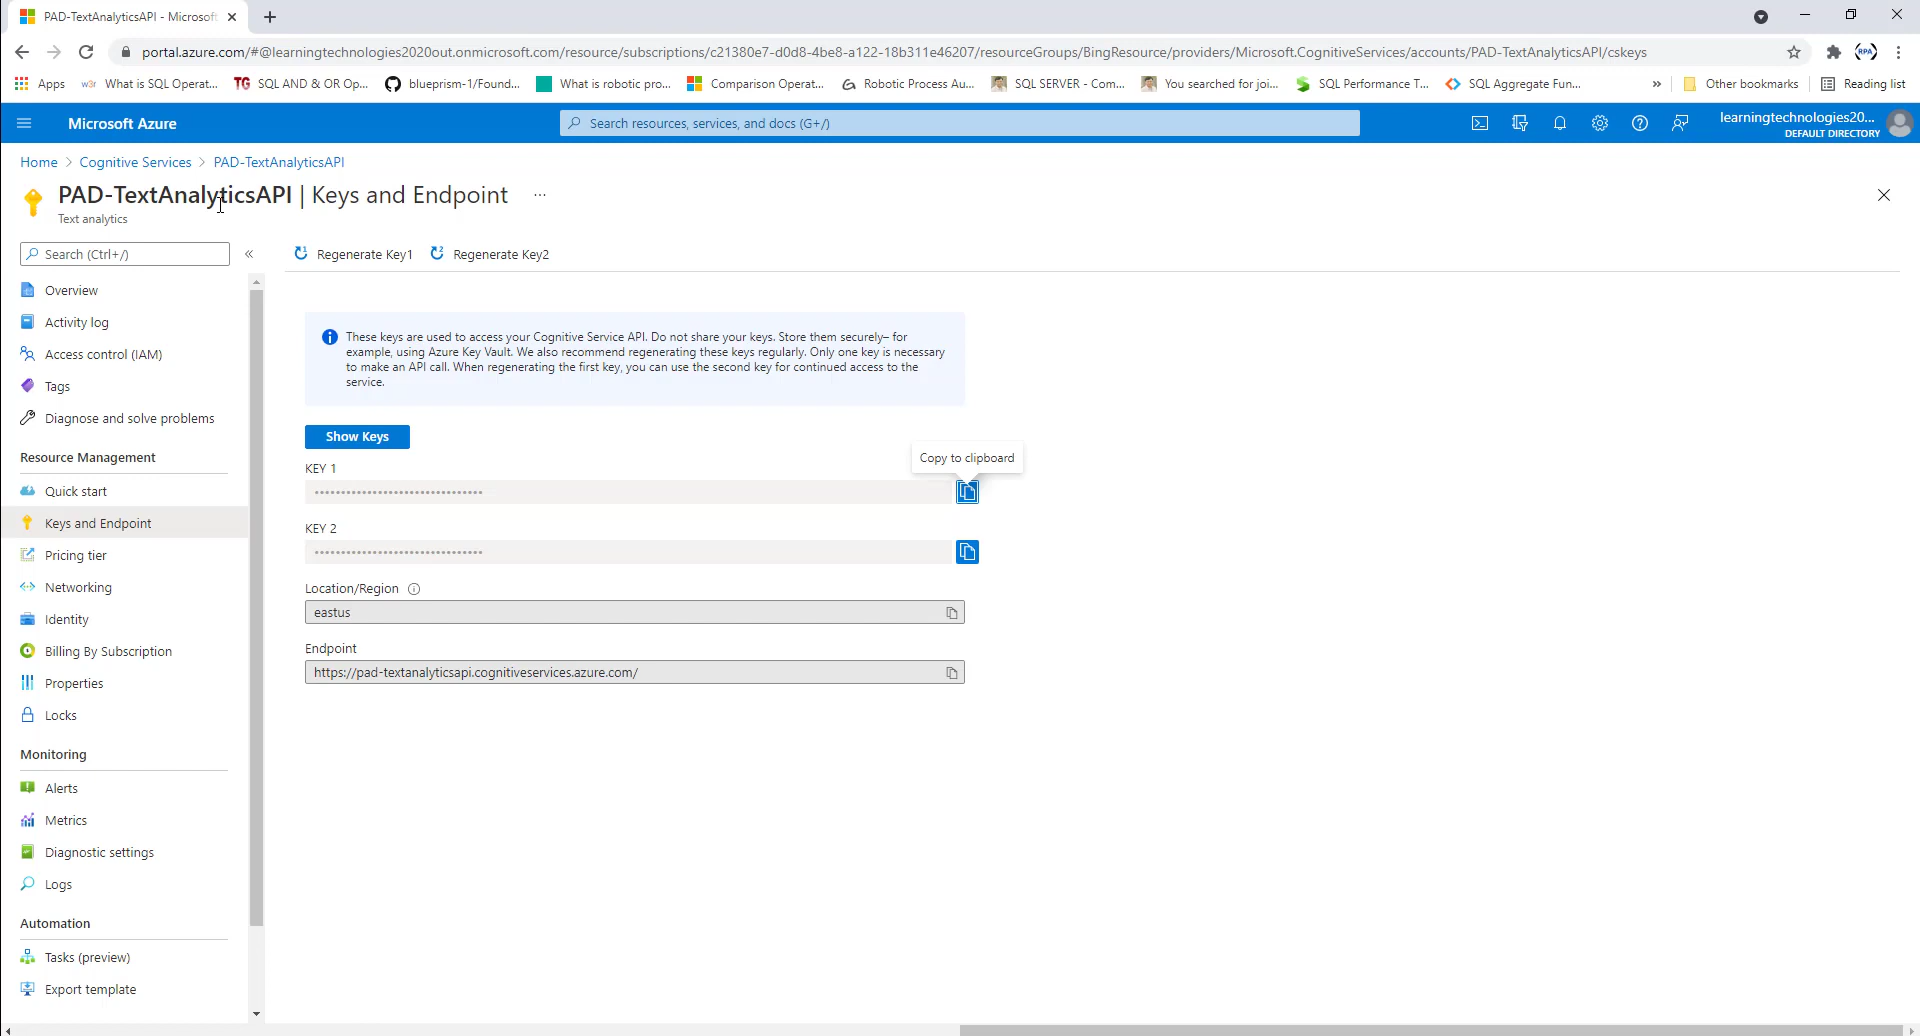 PAD-TextAnalyticsAPI - Microsoft
portal.azure.com/#@learningtechnologies2020out.onmicrosoft.com/resource/subscriptions/c21380e7-d0d8-4be8-a122-18b311e46207/resourceGroups/BingResource/providers/Microsoft.CognitiveServices/accounts/PAD-TextAnalyticsAPI/cskeys
(RPA)
Apps
w3r What is SQL Operat...
TG SQL AND & OR Op...
blueprism-1/Found...
What is robotic pro...
Comparison Operat...
Robotic Process Au...
SQL SERVER - Com...
You searched for joi...
SQL Performance T...
SQL Aggregate Fun...
»
Other bookmarks
Reading list
Microsoft Azure
Search resources, services, and docs (G+/)
learningtechnologies20...
DEFAULT DIRECTORY
Home > Cognitive Services > PAD-TextAnalyticsAPI
PAD-TextAnalyticsAPI | Keys and Endpoint ...
Text analytics
Search (Ctrl+/)
«
Regenerate Key1
Regenerate Key2
Overview
Activity log
Access control (IAM)
Tags
Diagnose and solve problems
Resource Management
Quick start
Keys and Endpoint
Pricing tier
Networking
Identity
Billing By Subscription
Properties
Locks
Monitoring
Alerts
Metrics
Diagnostic settings
Logs
Automation
Tasks (preview)
Export template
These keys are used to access your Cognitive Service API. Do not share your keys. Store them securely– for
example, using Azure Key Vault. We also recommend regenerating these keys regularly. Only one key is necessary
to make an API call. When regenerating the first key, you can use the second key for continued access to the
service.
Show Keys
Copy to clipboard
KEY 1
••••••••••••••••••••••••••••••••
KEY 2
••••••••••••••••••••••••••••••••
Location/Region
eastus
Endpoint
https://pad-textanalyticsapi.cognitiveservices.azure.com/